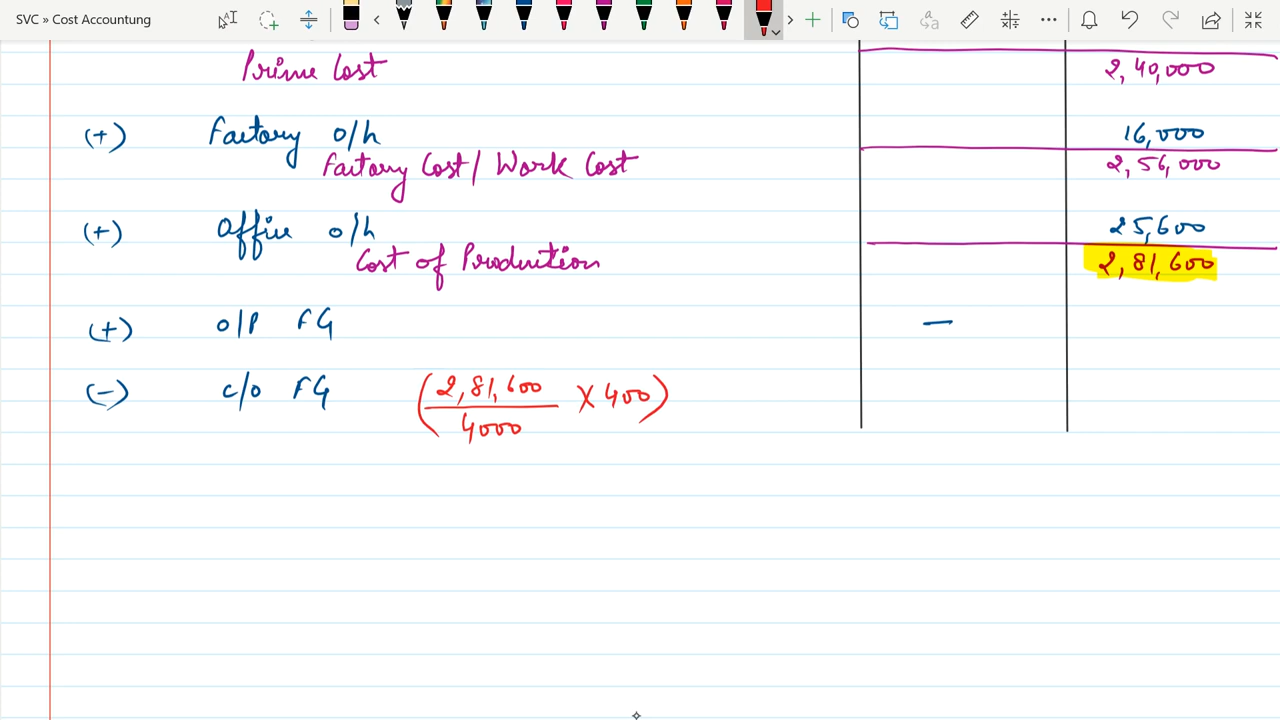 SVC » Cost Accountung
Prime Cost 2,40,000
(+) Factory o/h 16,000
Factory Cost/ Work Cost 2,56,000
(+) Office o/h 25,600
Cost of Production 2,81,600
(+) o/p FG —
(-) c/o FG (2,81,600 / 4000 × 400)